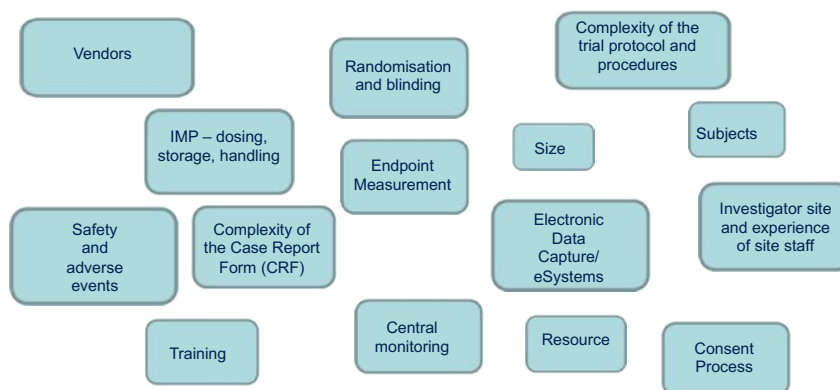 Vendors
Randomisation
and blinding
Complexity of the
trial protocol and
procedures
IMP – dosing,
storage, handling
Endpoint
Measurement
Size
Subjects
Safety
and
adverse
events
Complexity of
the Case Report
Form (CRF)
Electronic
Data
Capture/
eSystems
Investigator site
and experience
of site staff
Training
Central
monitoring
Resource
Consent
Process